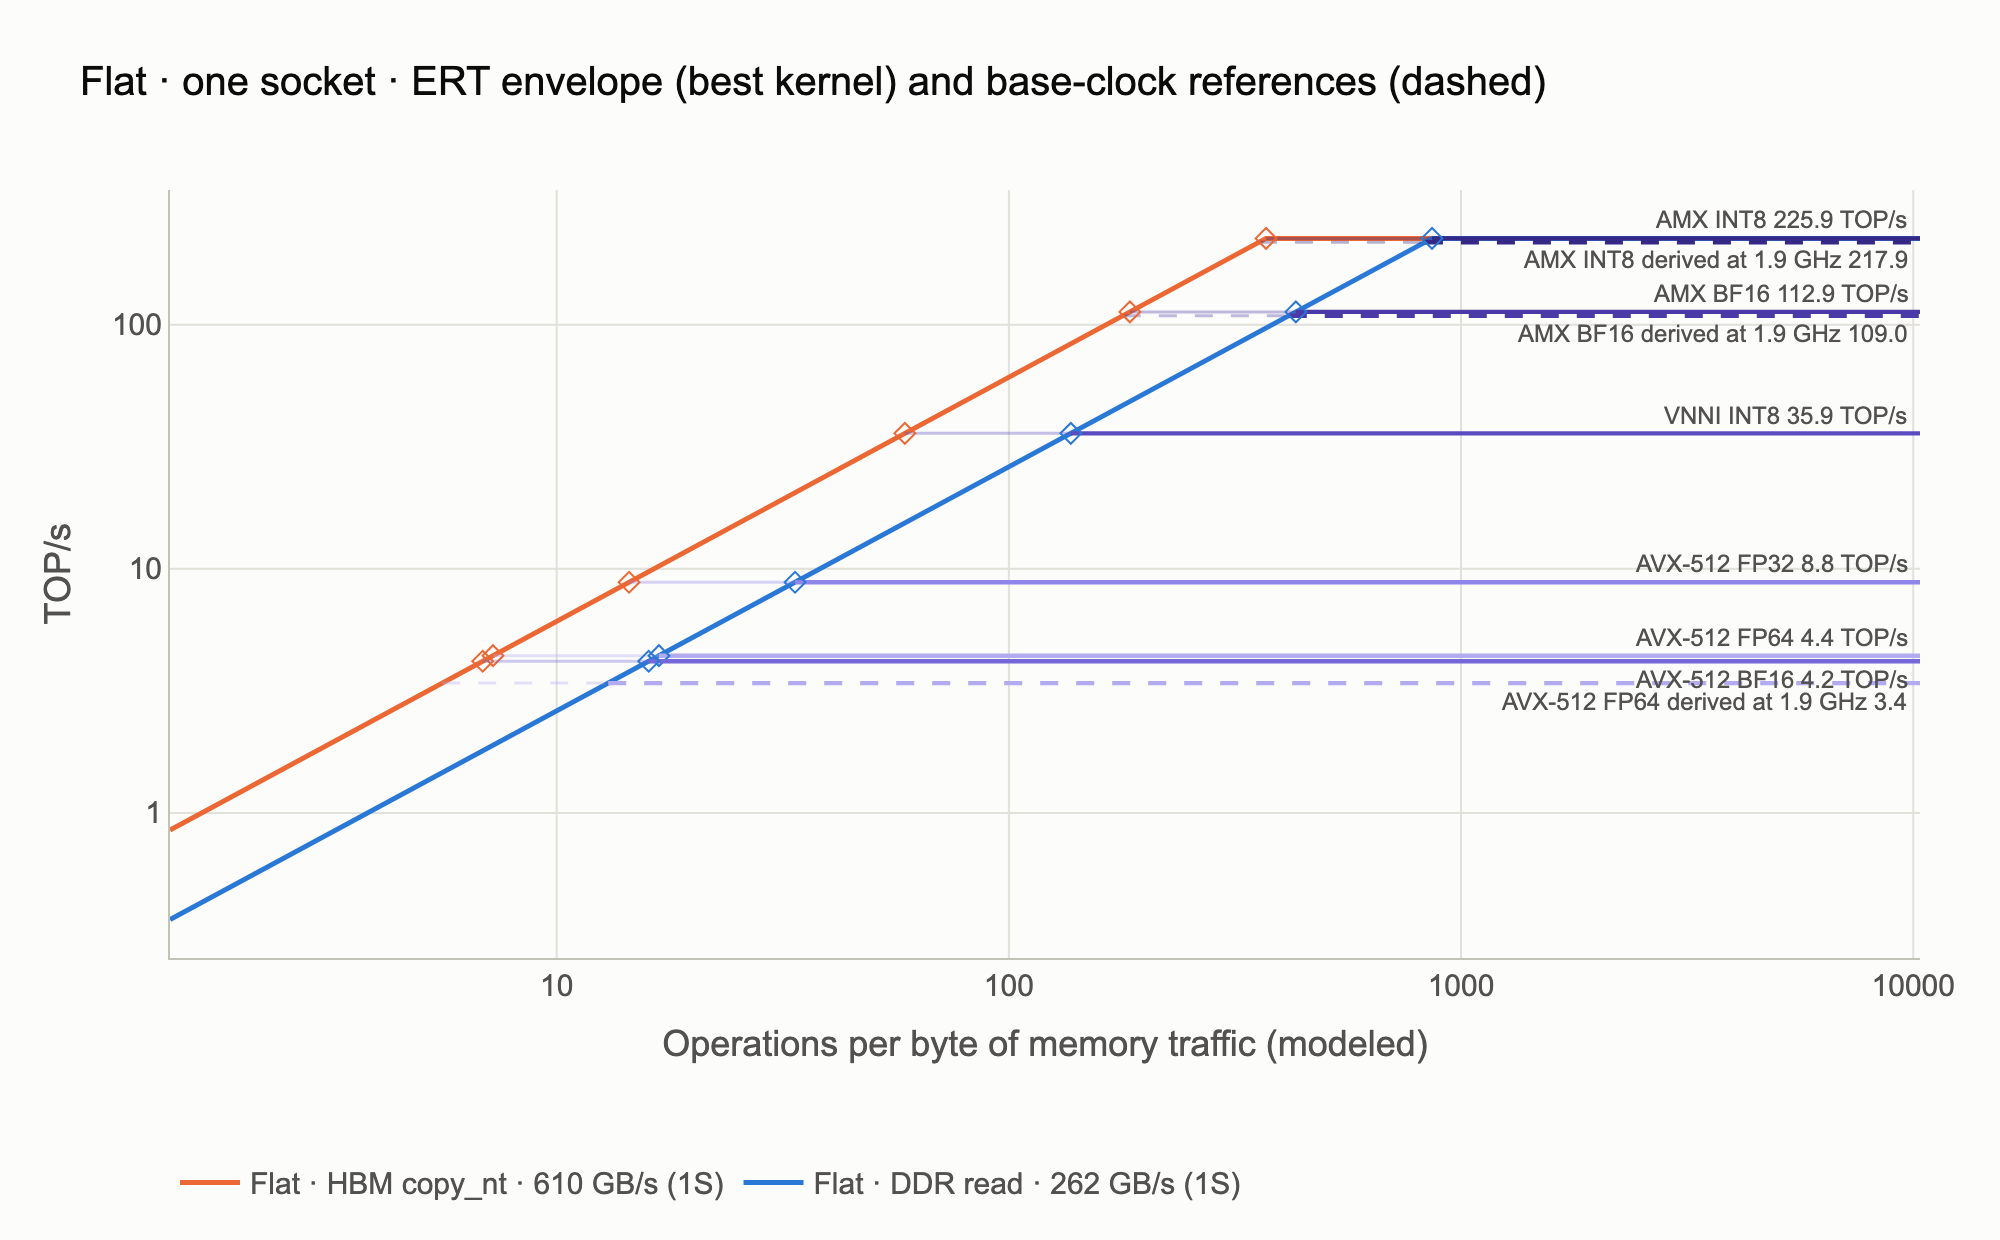 Flat · one socket · ERT envelope (best kernel) and base-clock references (dashed)
AMX INT8 225.9 TOP/s
AMX INT8 derived at 1.9 GHz 217.9
AMX BF16 112.9 TOP/s
AMX BF16 derived at 1.9 GHz 109.0
VNNI INT8 35.9 TOP/s
AVX-512 FP32 8.8 TOP/s
AVX-512 FP64 4.4 TOP/s
AVX-512 BF16 4.2 TOP/s
AVX-512 FP64 derived at 1.9 GHz 3.4
TOP/s
100
10
1
10
100
1000
10000
Operations per byte of memory traffic (modeled)
Flat · HBM copy_nt · 610 GB/s (1S)
Flat · DDR read · 262 GB/s (1S)